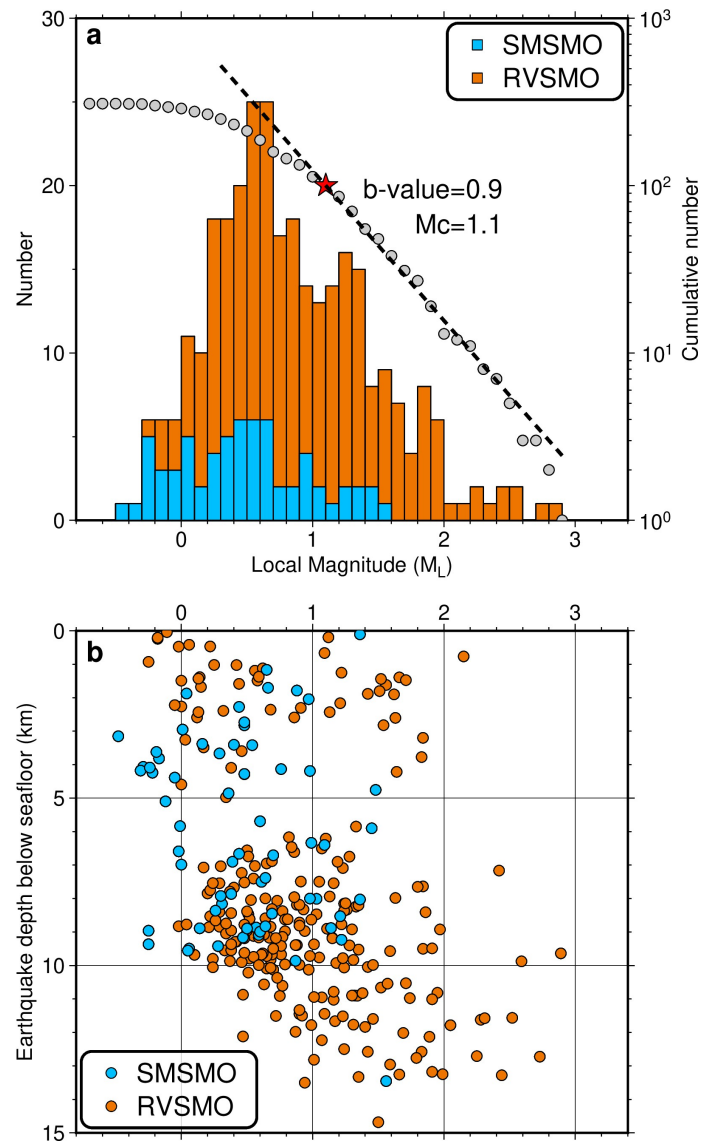 a
SMSMO
RVSMO
b-value=0.9
Mc=1.1
30
20
10
0
Number
10³
10²
10¹
10⁰
Cumulative number
0 1 2 3
Local Magnitude (M_L)
0 1 2 3
b
0
5
10
15
Earthquake depth below seafloor (km)
SMSMO
RVSMO